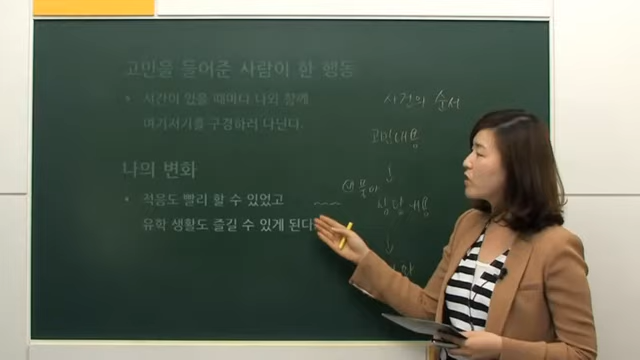 고민을 들어준 사람이 한 행동
• 시간이 있을 때마다 나와 함께
여기저기를 구경하러 다닌다.
나의 변화
• 적응도 빨리 할 수 있었고
유학 생활도 즐길 수 있게 된다
사건의 순서
고민내용
↓
상담 내용
↓